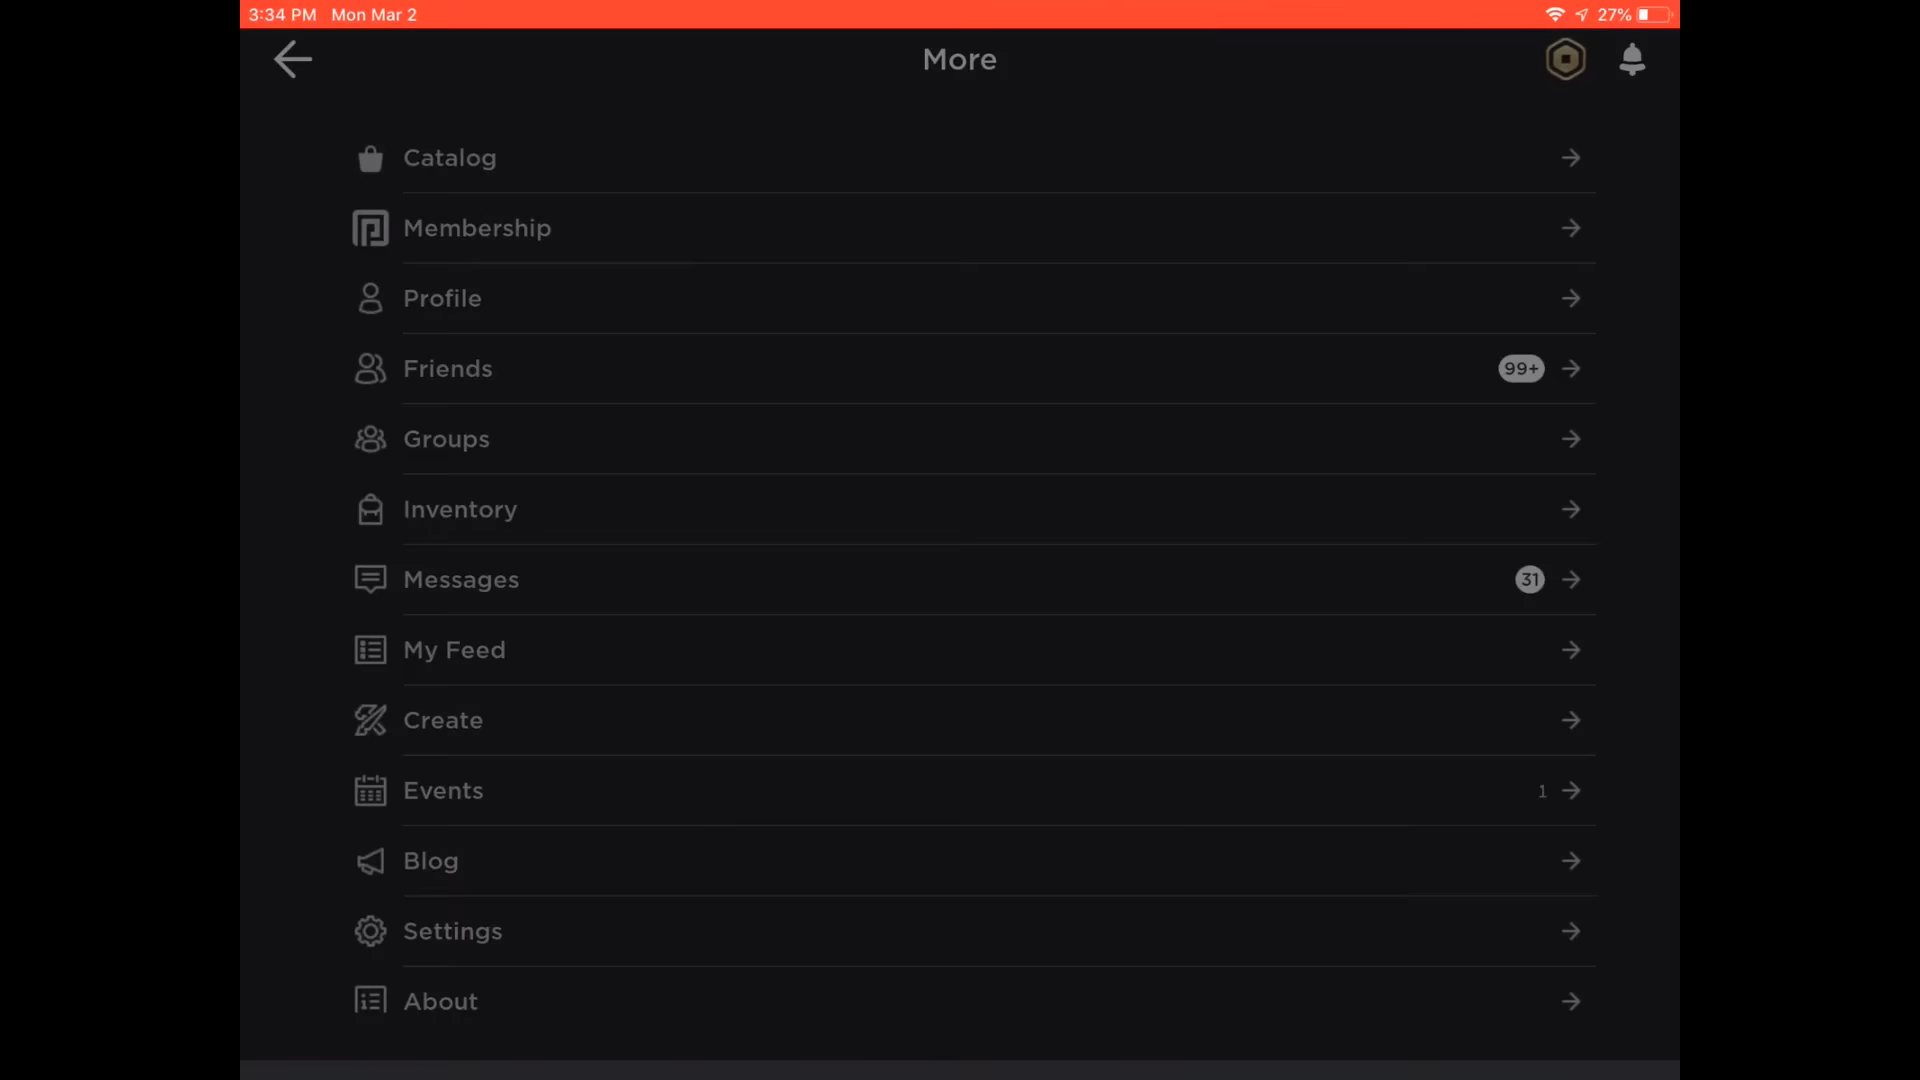 3:34 PM Mon Mar 2 27%
More
Catalog
Membership
Profile
Friends 99+
Groups
Inventory
Messages 31
My Feed
Create
Events 1
Blog
Settings
About